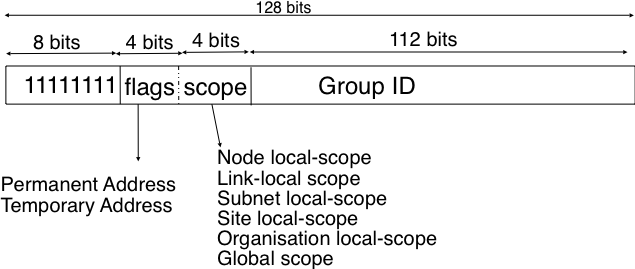 128 bits
8 bits 4 bits 4 bits 112 bits
11111111 flags scope Group ID
Permanent Address
Temporary Address
Node local-scope
Link-local scope
Subnet local-scope
Site local-scope
Organisation local-scope
Global scope